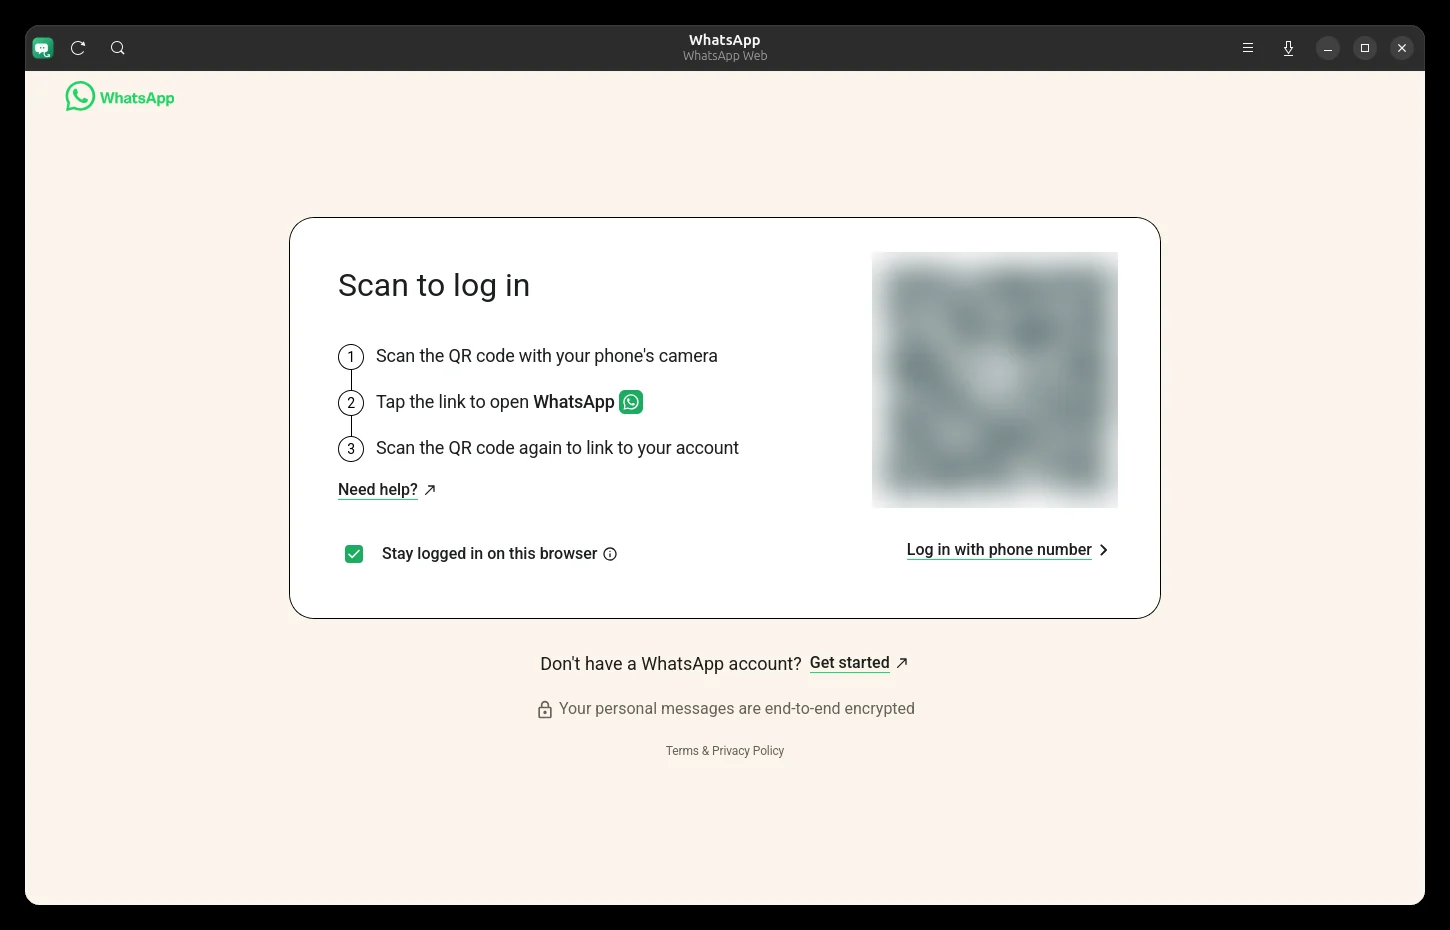 WhatsApp
WhatsApp Web
WhatsApp
Scan to log in
1 Scan the QR code with your phone's camera
2 Tap the link to open WhatsApp
3 Scan the QR code again to link to your account
Need help?
Stay logged in on this browser
Log in with phone number
Don't have a WhatsApp account? Get started
Your personal messages are end-to-end encrypted
Terms & Privacy Policy